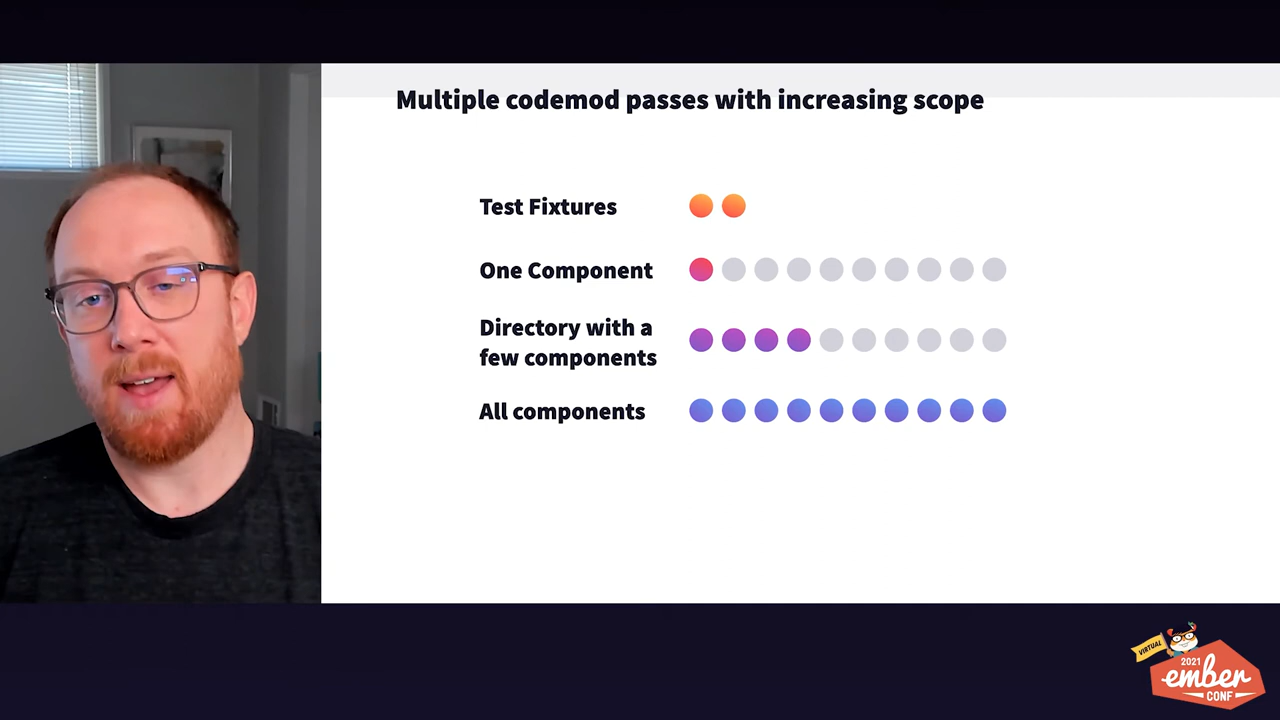 Multiple codemod passes with increasing scope
Test Fixtures
One Component
Directory with a
few components
All components
VIRTUAL
2021
ember
CONF